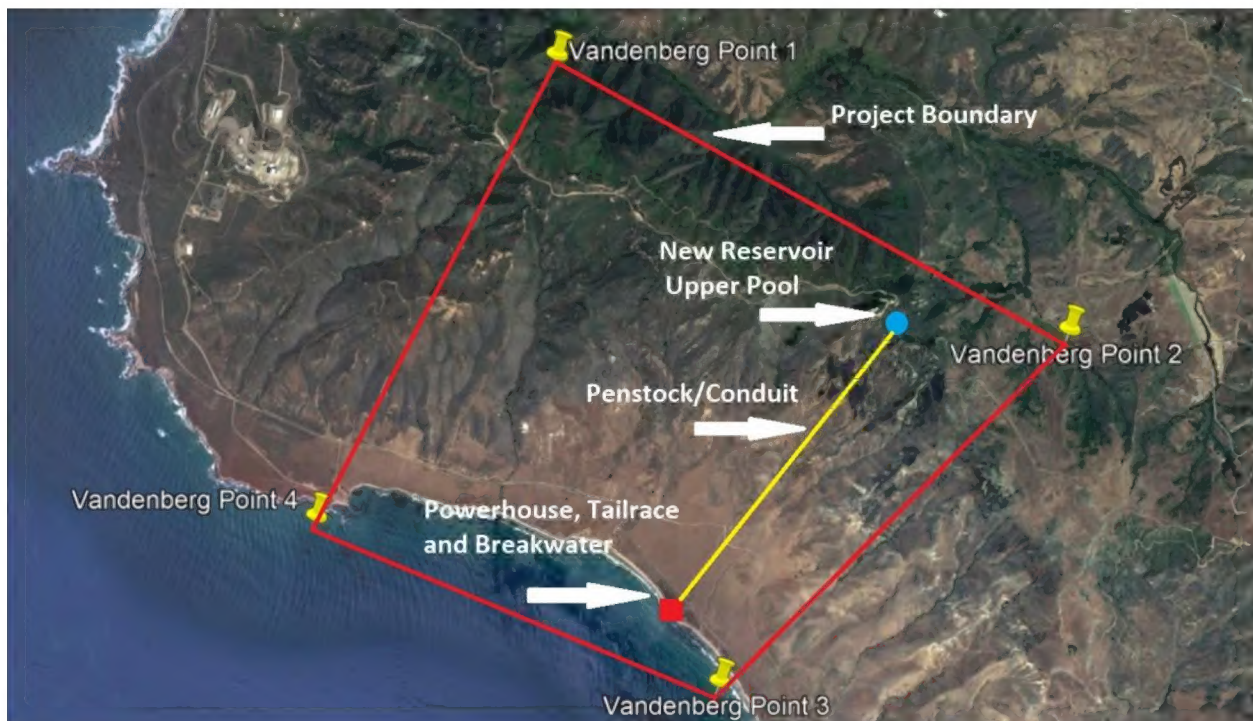 Vandenberg Point 1
Project Boundary
New Reservoir
Upper Pool
Vandenberg Point 2
Penstock/Conduit
Vandenberg Point 4
Powerhouse, Tailrace
and Breakwater
Vandenberg Point 3